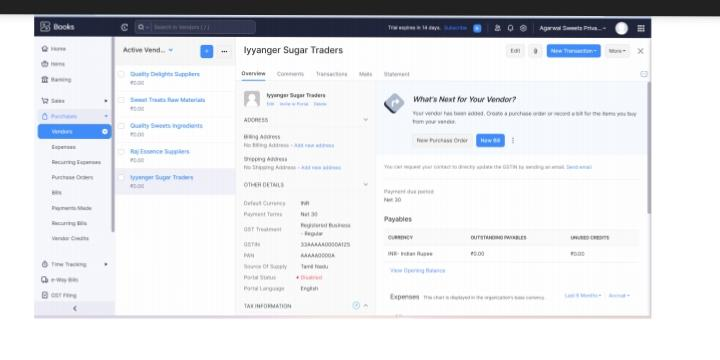 Books
Search in Vendors ( / )
Trial expires in 14 days. Subscribe
Agarwal Sweets Priva...
Home
Items
Banking
Sales
Purchases
Vendors
Expenses
Recurring Expenses
Purchase Orders
Bills
Payments Made
Recurring Bills
Vendor Credits
Time Tracking
e-Way Bills
GST Filing
Active Vend...
Quality Delights Suppliers
₹0.00
Sweet Treats Raw Materials
₹0.00
Quality Sweets Ingredients
₹0.00
Raj Essence Suppliers
₹0.00
Iyyanger Sugar Traders
₹0.00
Iyyanger Sugar Traders
Edit
New Transaction
More
Overview Comments Transactions Mails Statement
Iyyanger Sugar Traders
Edit Invite to Portal Delete
ADDRESS
Billing Address
No Billing Address - Add new address
Shipping Address
No Shipping Address - Add new address
OTHER DETAILS
Default Currency INR
Payment Terms Net 30
GST Treatment Registered Business
- Regular
GSTIN 33AAAAA0000A1Z5
PAN AAAAA0000A
Source Of Supply Tamil Nadu
Portal Status Disabled
Portal Language English
TAX INFORMATION
What's Next for Your Vendor?
Your vendor has been added. Create a purchase order or record a bill for the items you buy
from your vendor.
New Purchase Order New Bill
You can request your contact to directly update the GSTIN by sending an email. Send email
Payment due period
Net 30
Payables
CURRENCY OUTSTANDING PAYABLES UNUSED CREDITS
INR- Indian Rupee ₹0.00 ₹0.00
View Opening Balance
Expenses This chart is displayed in the organization's base currency.
Last 6 Months Accrual